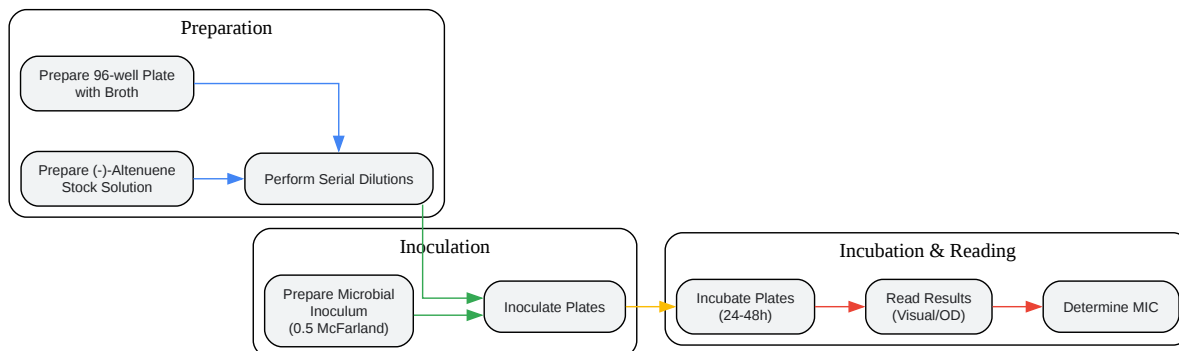 Preparation
Prepare 96-well Plate
with Broth
Prepare (-)-Altenuene
Stock Solution
Perform Serial Dilutions
Inoculation
Prepare Microbial
Inoculum
(0.5 McFarland)
Inoculate Plates
Incubation & Reading
Incubate Plates
(24-48h)
Read Results
(Visual/OD)
Determine MIC